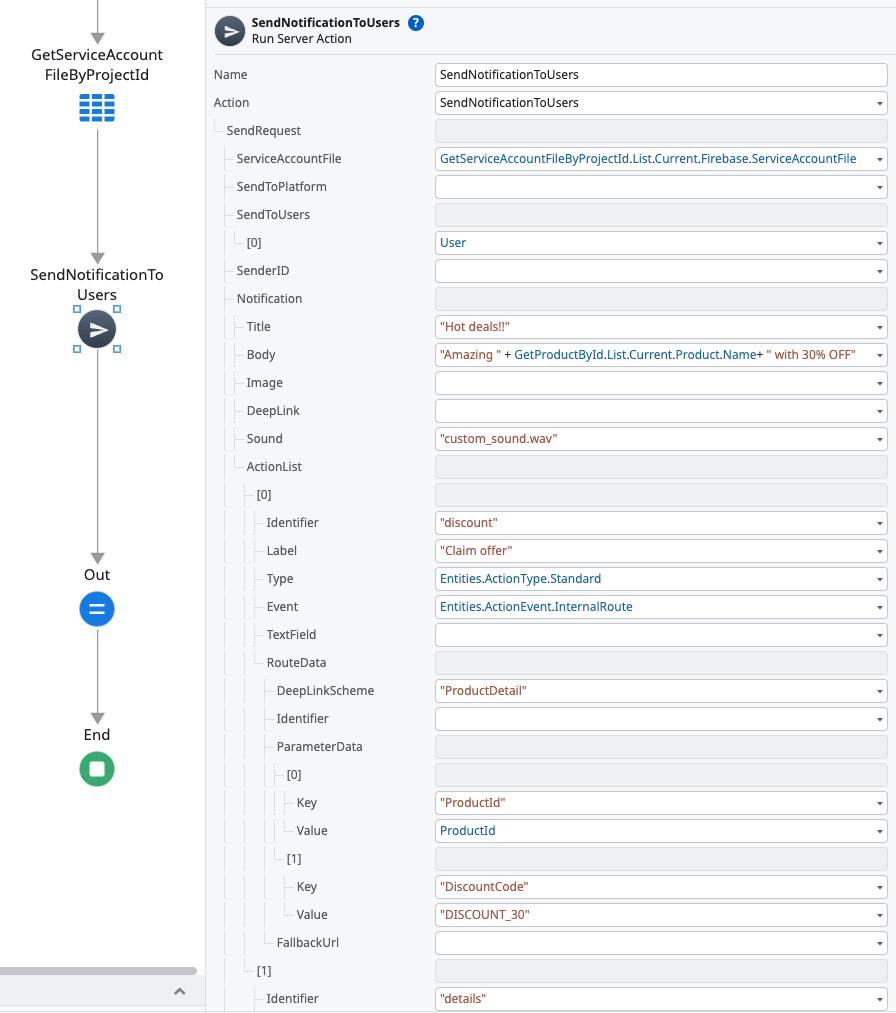 GetServiceAccount
FileByProjectId
SendNotificationTo
Users
Out
End
SendNotificationToUsers ?
Run Server Action
Name SendNotificationToUsers
Action SendNotificationToUsers
SendRequest
ServiceAccountFile GetServiceAccountFileByProjectId.List.Current.Firebase.ServiceAccountFile
SendToPlatform
SendToUsers
[0] User
SenderID
Notification
Title "Hot deals!!"
Body "Amazing " + GetProductById.List.Current.Product.Name+ " with 30% OFF"
Image
DeepLink
Sound "custom_sound.wav"
ActionList
[0]
Identifier "discount"
Label "Claim offer"
Type Entities.ActionType.Standard
Event Entities.ActionEvent.InternalRoute
TextField
RouteData
DeepLinkScheme "ProductDetail"
Identifier
ParameterData
[0]
Key "ProductId"
Value ProductId
[1]
Key "DiscountCode"
Value "DISCOUNT_30"
FallbackUrl
[1]
Identifier "details"